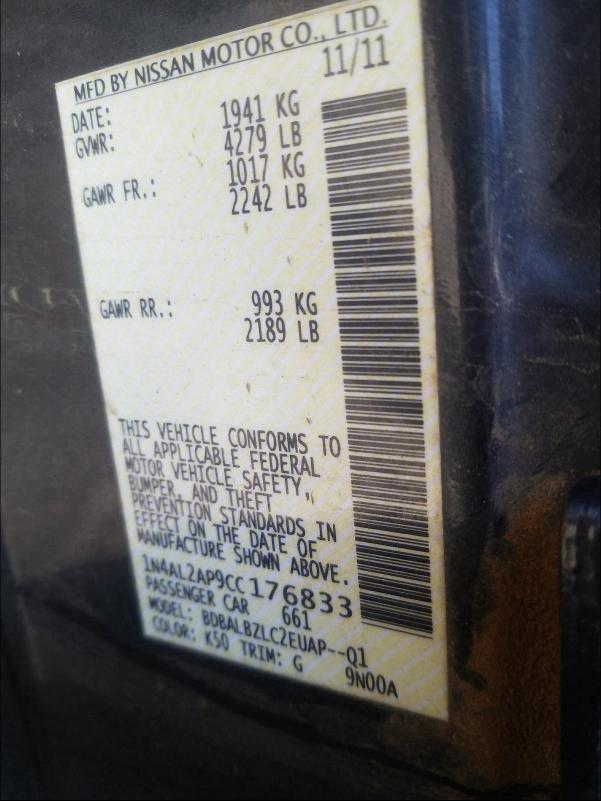 MFD BY NISSAN MOTOR CO., LTD.
DATE: 11/11
GVWR: 1941 KG
4279 LB
GAWR FR.: 1017 KG
2242 LB
GAWR RR.: 993 KG
2189 LB
THIS VEHICLE CONFORMS TO
ALL APPLICABLE FEDERAL
MOTOR VEHICLE SAFETY,
BUMPER, AND THEFT
PREVENTION STANDARDS IN
EFFECT ON THE DATE OF
MANUFACTURE SHOWN ABOVE.
1N4AL2AP9CC176833
PASSENGER CAR 661
MODEL: BDBALBZLC2EUAP--Q1
COLOR: K50 TRIM: G 9N00A